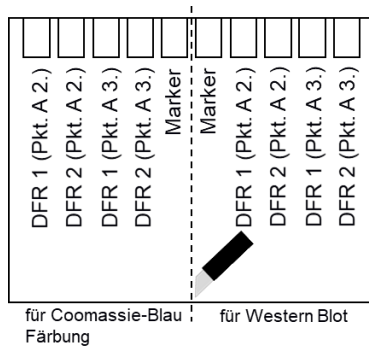 DFR 1 (Pkt. A 2.)
DFR 2 (Pkt. A 2.)
DFR 1 (Pkt. A 3.)
DFR 2 (Pkt. A 3.)
Marker
Marker
DFR 1 (Pkt. A 2.)
DFR 2 (Pkt. A 2.)
DFR 1 (Pkt. A 3.)
DFR 2 (Pkt. A 3.)
für Coomassie-Blau
Färbung
für Western Blot